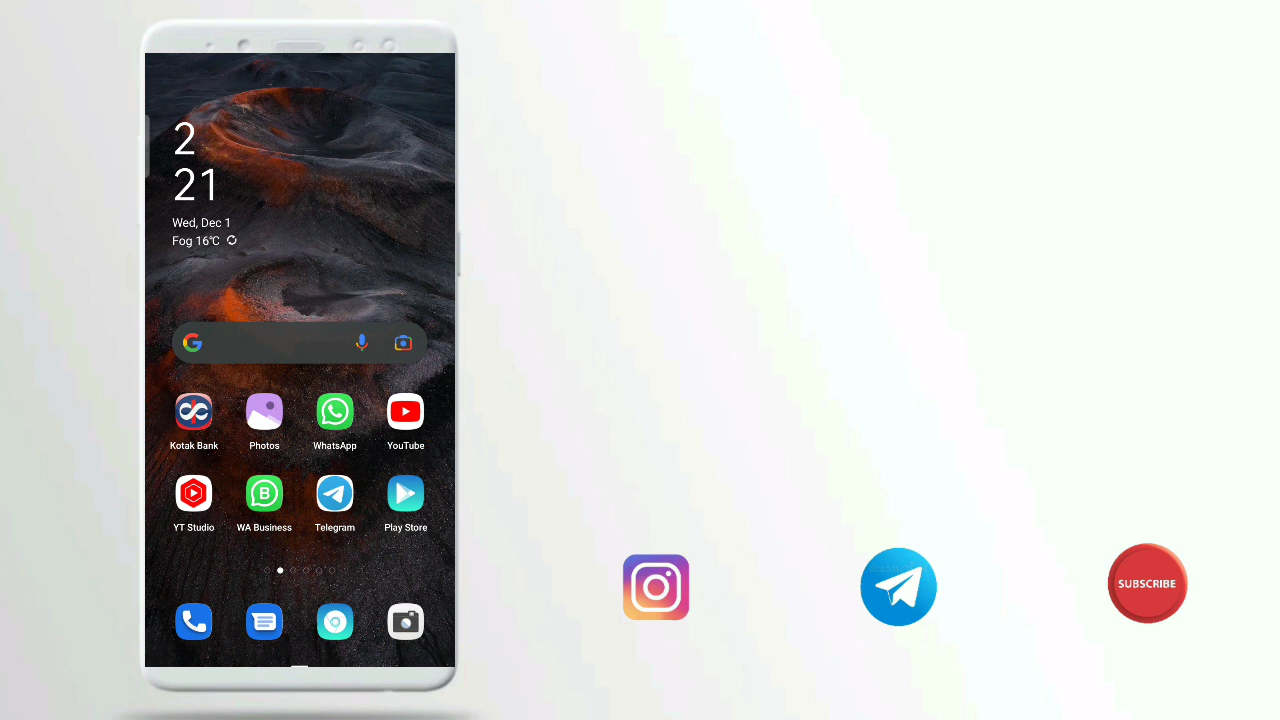 2
21
Wed, Dec 1
Fog 16°C
Kotak Bank
Photos
WhatsApp
YouTube
YT Studio
WA Business
Telegram
Play Store
SUBSCRIBE